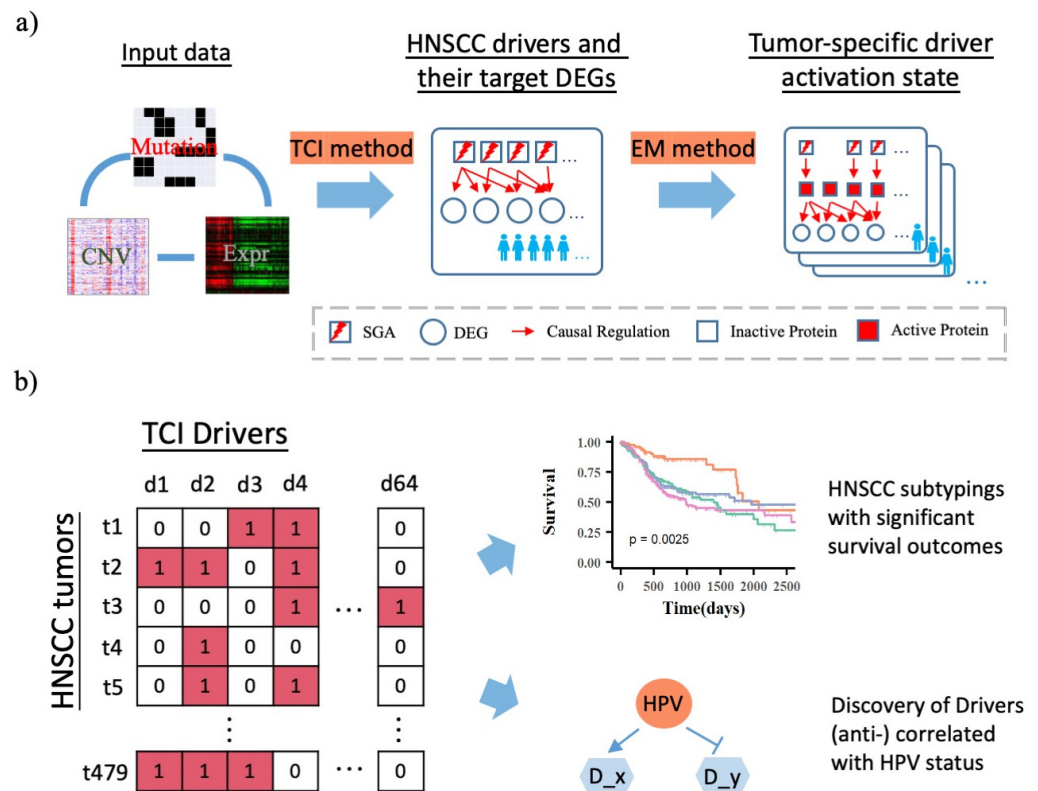 a)
Input data
HNSCC drivers and
their target DEGs
Tumor-specific driver
activation state
Mutation
CNV
Expr
TCI method
EM method
...
...
...
...
...
...
SGA
DEG
Causal Regulation
Inactive Protein
Active Protein
b)
TCI Drivers
HNSCC tumors
d1 d2 d3 d4 d64
t1 0 0 1 1 0
t2 1 1 0 1 0
t3 0 0 0 1 ... 1
t4 0 1 0 0 0
t5 0 1 0 1 0
⋮ ⋮
t479 1 1 1 0 ... 0
Survival
1.00
0.75
0.50
0.25
0.00
p = 0.0025
0 500 1000 1500 2000 2500
Time(days)
HNSCC subtypings
with significant
survival outcomes
HPV
D_x D_y
Discovery of Drivers
(anti-) correlated
with HPV status